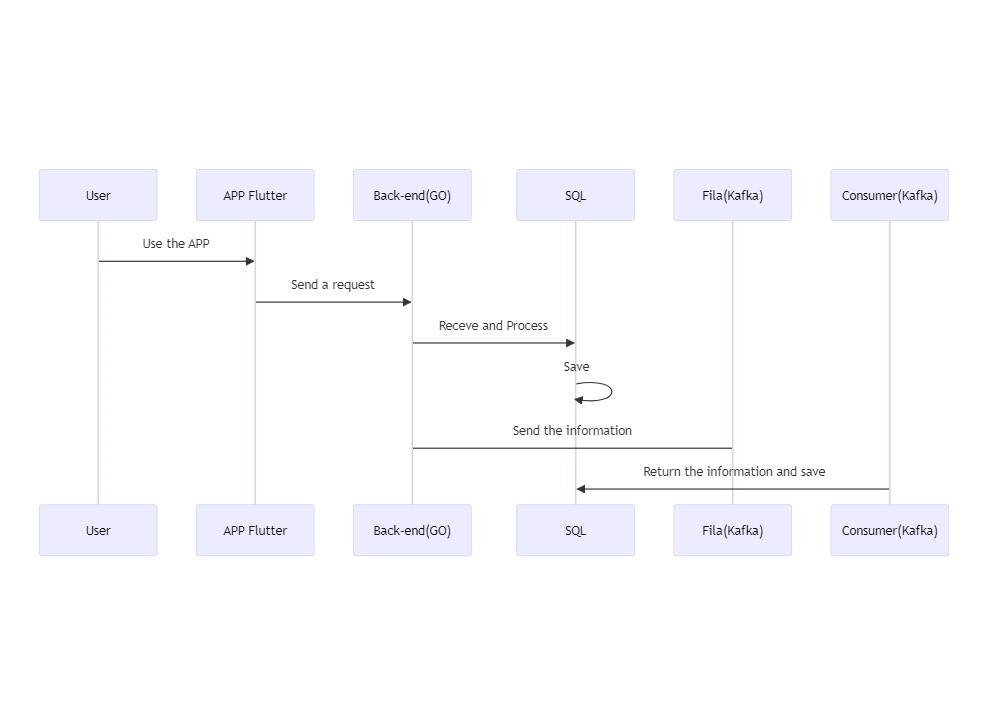 User
APP Flutter
Back-end(GO)
SQL
Fila(Kafka)
Consumer(Kafka)
Use the APP
Send a request
Receve and Process
Save
Send the information
Return the information and save
User
APP Flutter
Back-end(GO)
SQL
Fila(Kafka)
Consumer(Kafka)